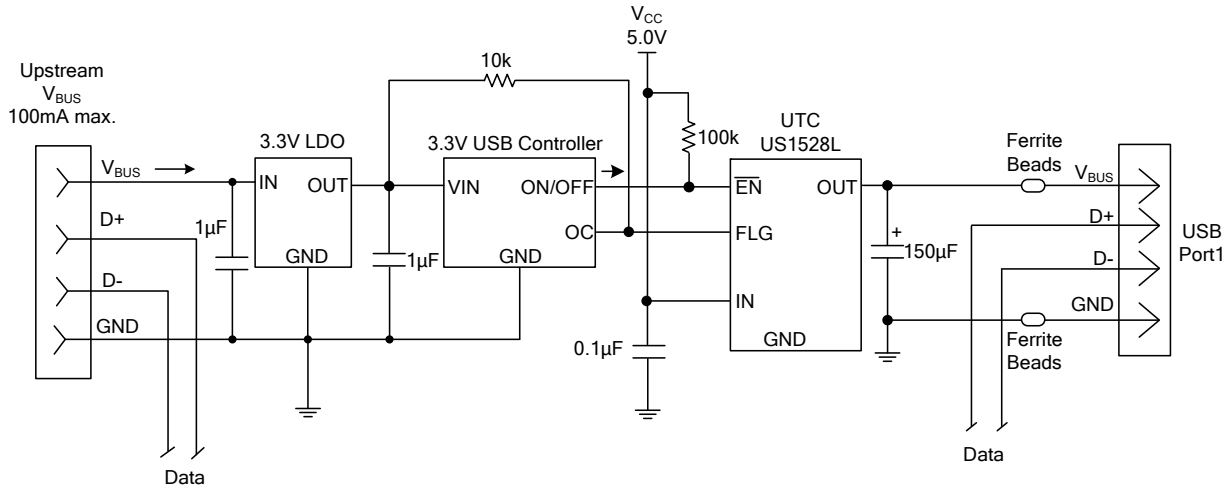 Upstream
VBUS
100mA max.
VBUS
D+
D-
GND
Data
1µF
3.3V LDO
IN
OUT
GND
1µF
10k
3.3V USB Controller
VIN
ON/OFF
OC
GND
VCC
5.0V
100k
0.1µF
UTC
US1528L
EN
OUT
FLG
IN
GND
150µF
+
Ferrite
Beads
Ferrite
Beads
VBUS
D+
D-
GND
USB
Port1
Data